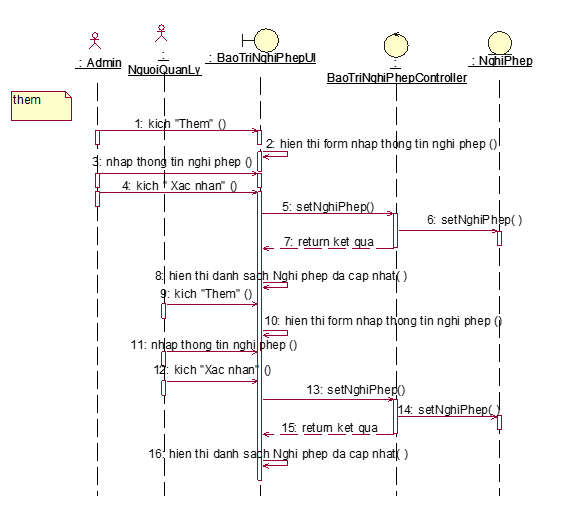 : Admin
: NguoiQuanLy
: BaoTriNghiPhepUI
: BaoTriNghiPhepController
: NghiPhep
them
1: kich "Them" ()
2: hien thi form nhap thong tin nghi phep ()
3: nhap thong tin nghi phep ()
4: kich " Xac nhan" ()
5: setNghiPhep()
6: setNghiPhep( )
7: return ket qua
8: hien thi danh sach Nghi phep da cap nhat( )
9: kich "Them" ()
10: hien thi form nhap thong tin nghi phep ()
11: nhap thong tin nghi phep ()
12: kich "Xac nhan" ()
13: setNghiPhep()
14: setNghiPhep( )
15: return ket qua
16: hien thi danh sach Nghi phep da cap nhat( )